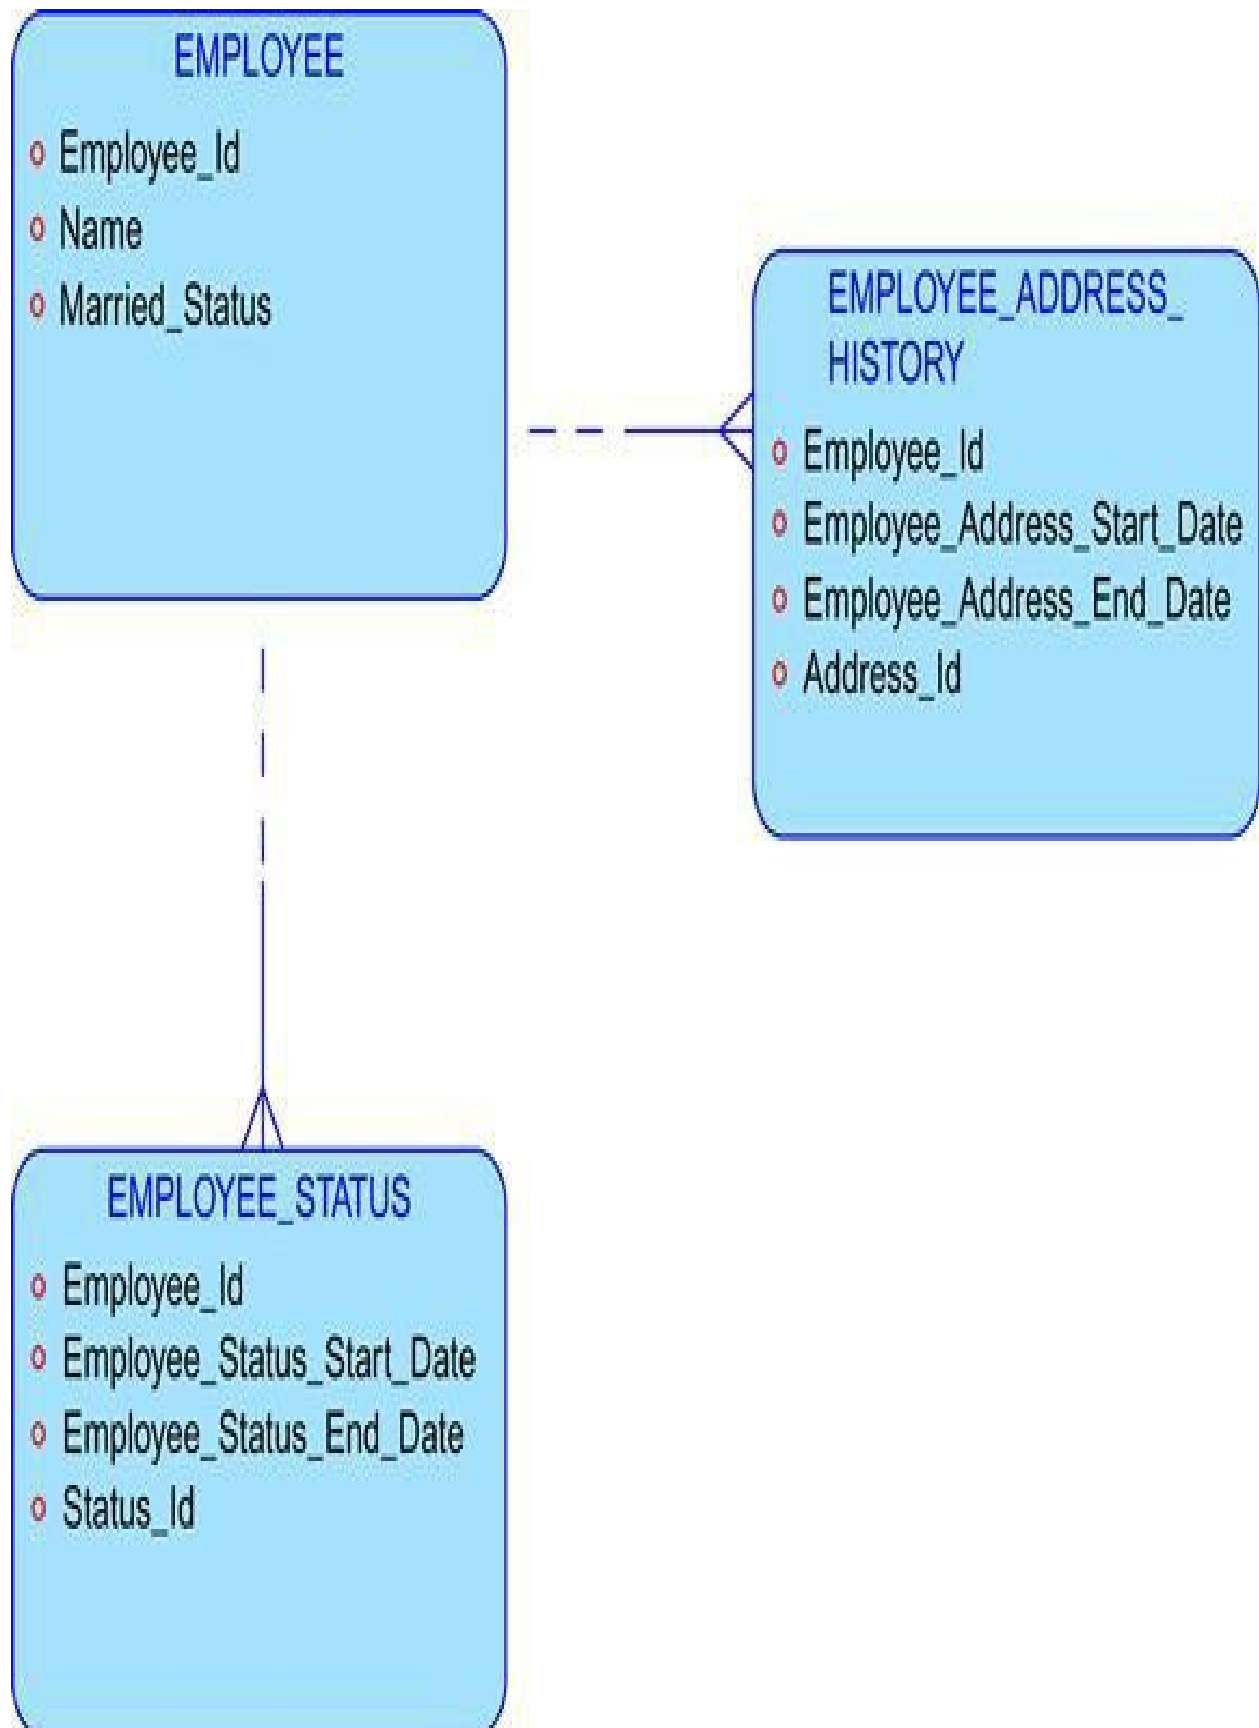 EMPLOYEE
Employee_Id
Name
Married_Status
EMPLOYEE_ADDRESS_
HISTORY
Employee_Id
Employee_Address_Start_Date
Employee_Address_End_Date
Address_Id
EMPLOYEE_STATUS
Employee_Id
Employee_Status_Start_Date
Employee_Status_End_Date
Status_Id